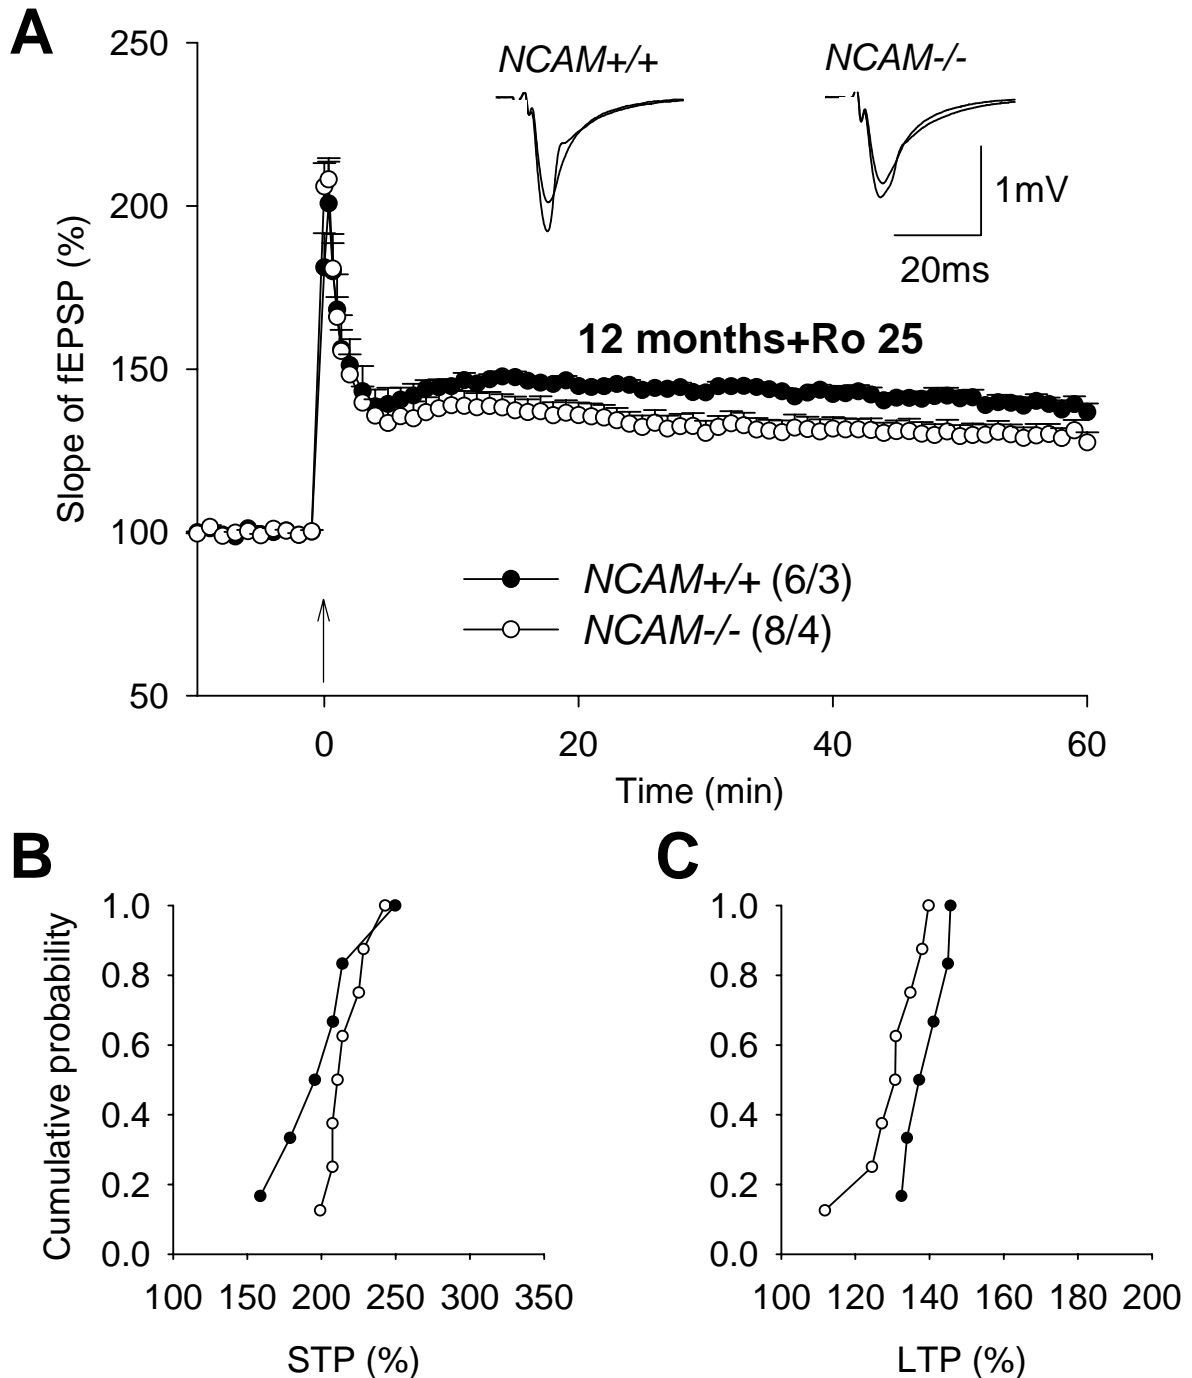 A
250
200
150
100
50
Slope of fEPSP (%)
NCAM+/+
NCAM-/-
1mV
20ms
12 months+Ro 25
NCAM+/+ (6/3)
NCAM-/- (8/4)
0 20 40 60
Time (min)
B
1.0
0.8
0.6
0.4
0.2
0.0
Cumulative probability
100 150 200 250 300 350
STP (%)
C
1.0
0.8
0.6
0.4
0.2
0.0
100 120 140 160 180 200
LTP (%)